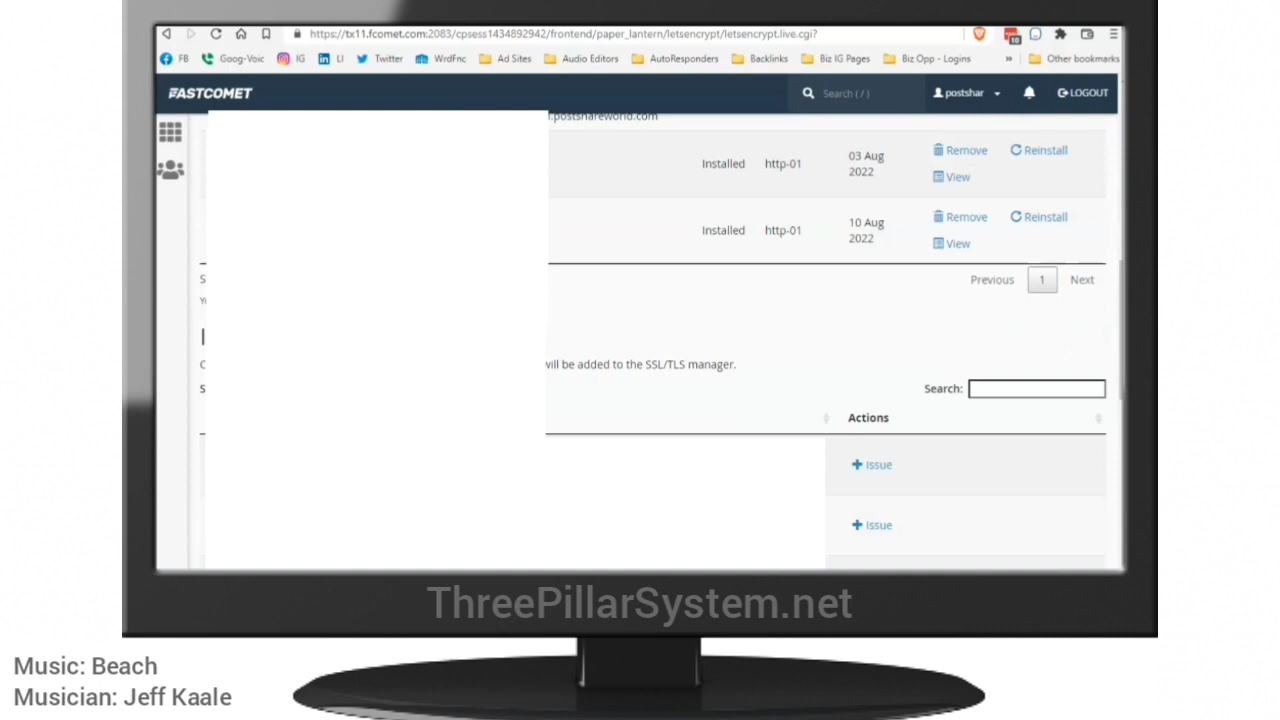 https://tx11.fcomet.com:2083/cpsess1434892942/frontend/paper_lantern/letsencrypt/letsencrypt.live.cgi?
10
FB Goog-Voic IG LI Twitter WrdFnc Ad Sites Audio Editors AutoResponders Backlinks Biz IG Pages Biz Opp - Logins » Other bookmarks
FASTCOMET Search ( / ) postshar LOGOUT
.postshareworld.com
Installed http-01 03 Aug 2022 Remove Reinstall
View
Installed http-01 10 Aug 2022 Remove Reinstall
View
Previous 1 Next
will be added to the SSL/TLS manager.
Search:
Actions
Issue
Issue
ThreePillarSystem.net
Music: Beach
Musician: Jeff Kaale